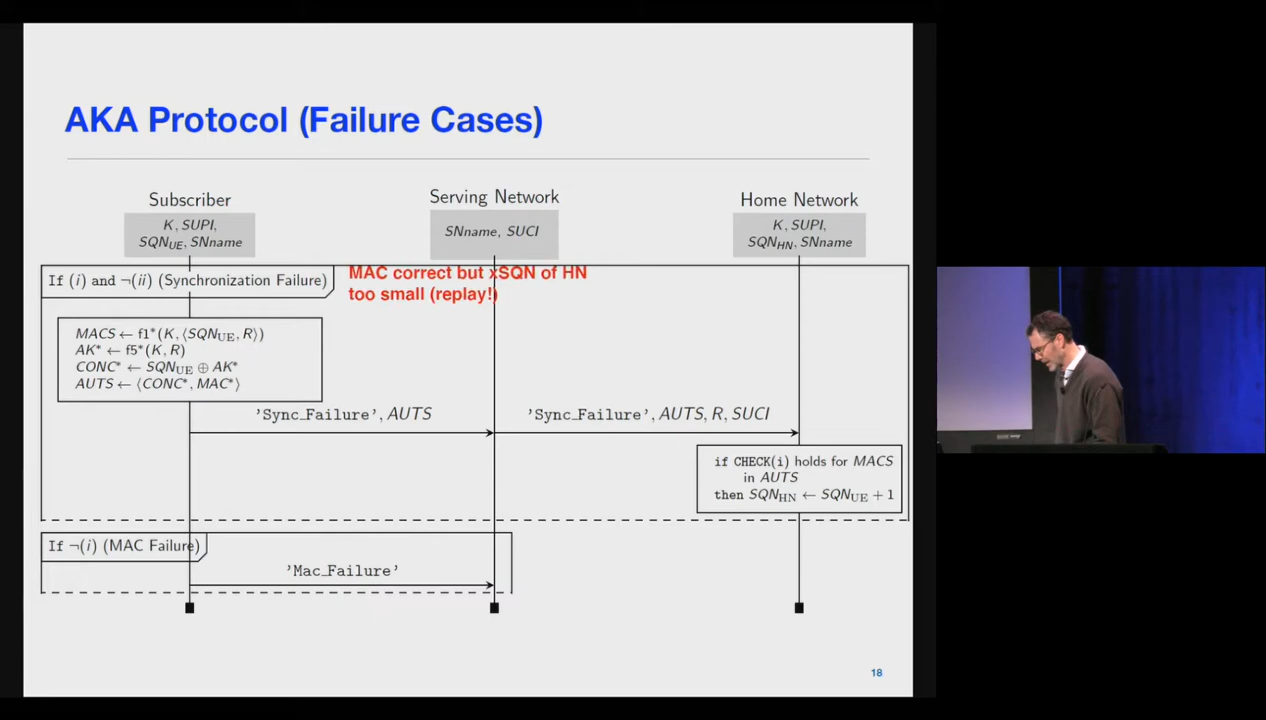 AKA Protocol (Failure Cases)
Subscriber
Serving Network
Home Network
K, SUPI,
SQN_UE, SNname
SNname, SUCI
K, SUPI,
SQN_HN, SNname
If (i) and ¬(ii) (Synchronization Failure)
MAC correct but xSQN of HN
too small (replay!)
MACS ← f1*(K, ⟨SQN_UE, R⟩)
AK* ← f5*(K, R)
CONC* ← SQN_UE ⊕ AK*
AUTS ← ⟨CONC*, MAC*⟩
'Sync_Failure', AUTS
'Sync_Failure', AUTS, R, SUCI
if CHECK(i) holds for MACS
in AUTS
then SQN_HN ← SQN_UE + 1
If ¬(i) (MAC Failure)
'Mac_Failure'
18